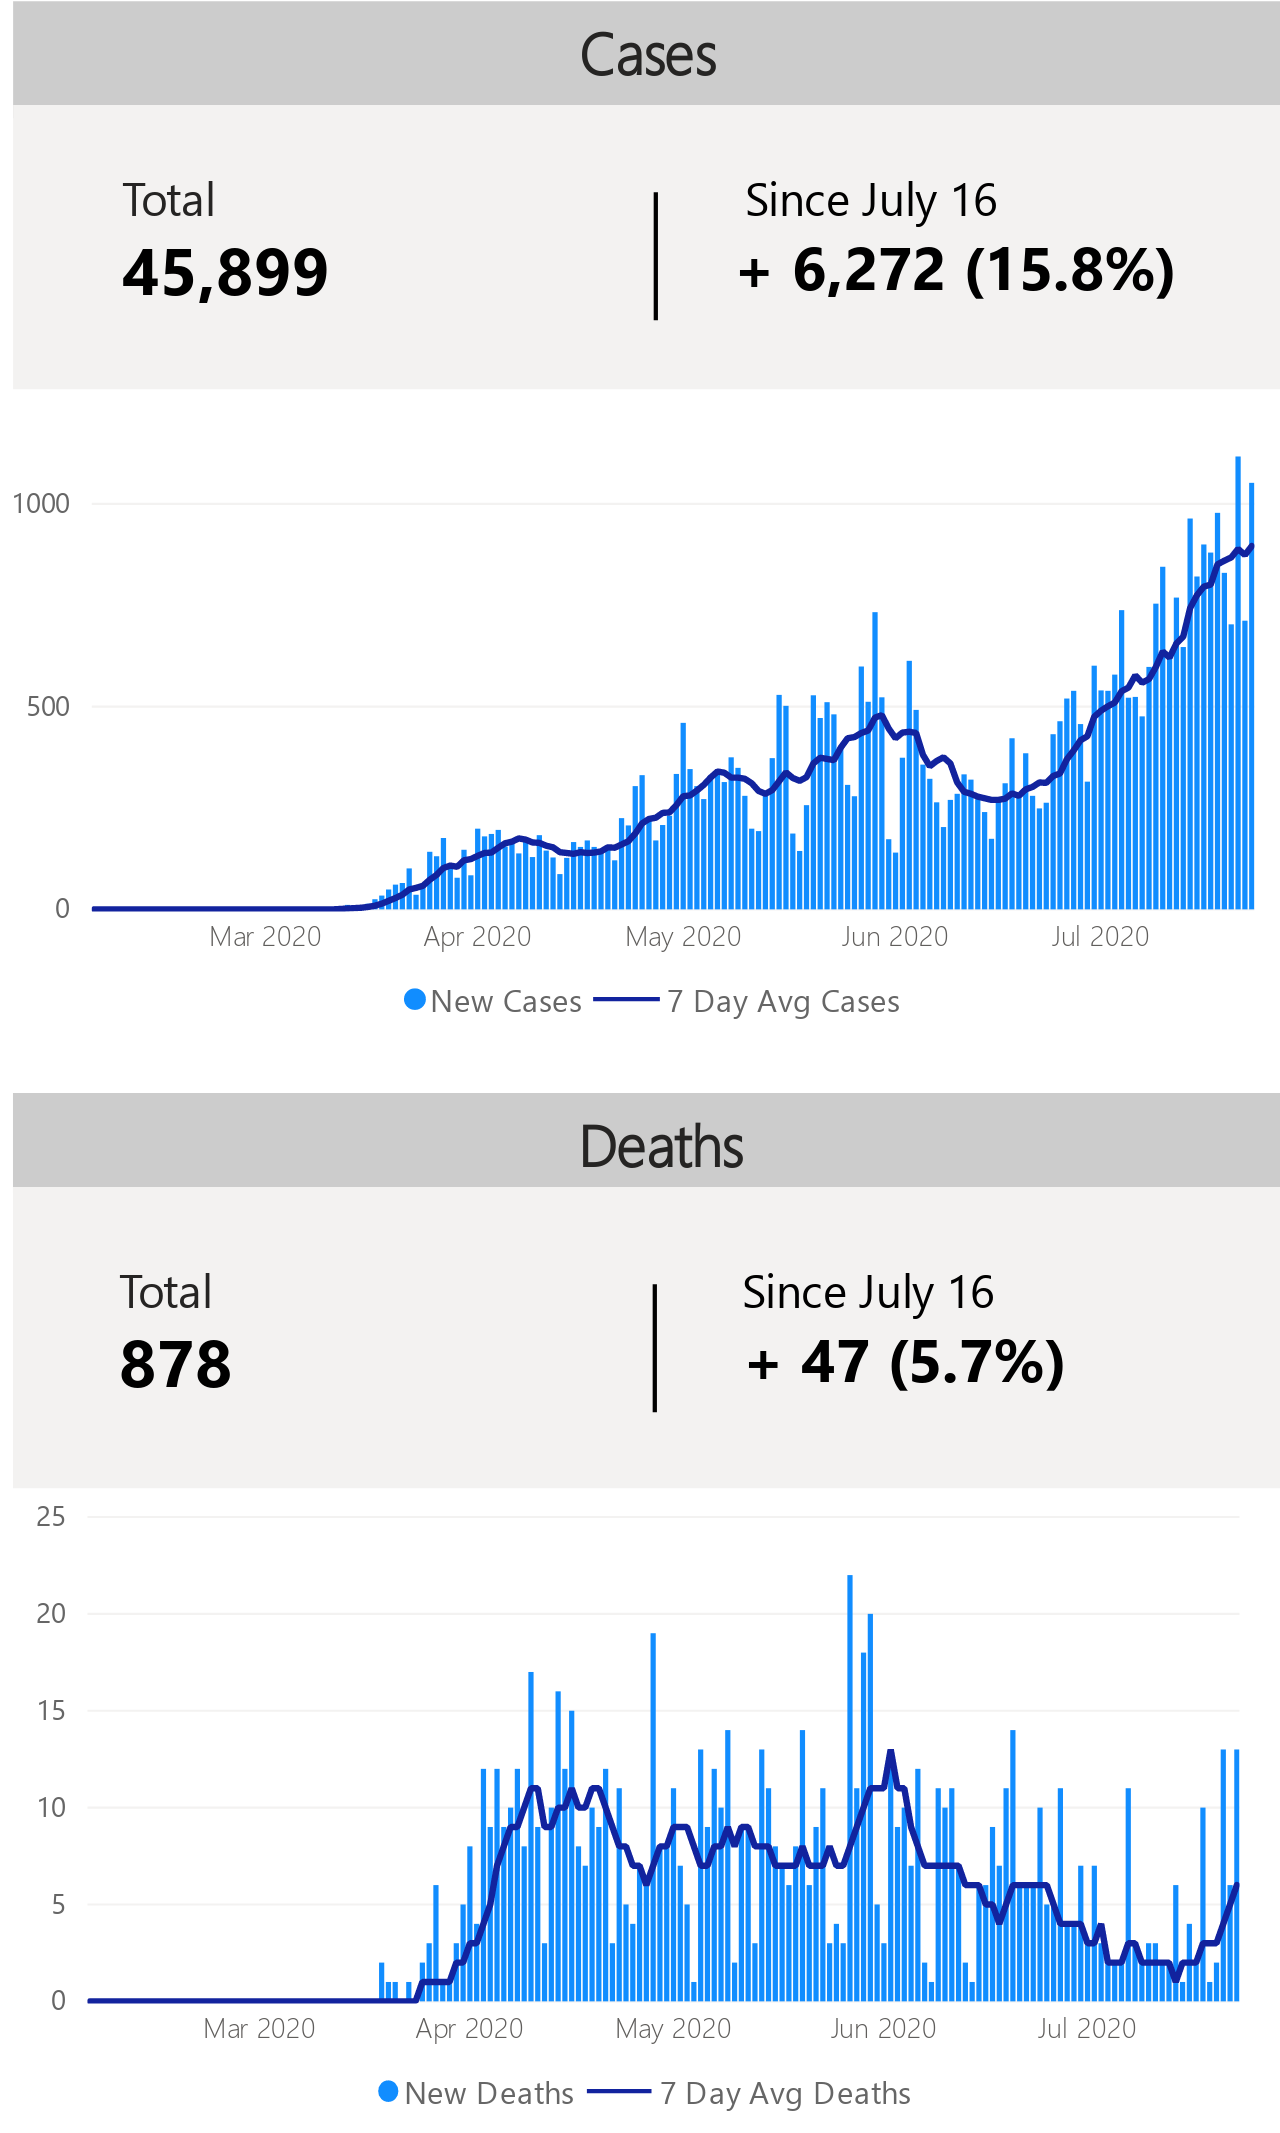 Cases
Total
Since July 16
45,899
+ 6,272 (15.8%)
1000
500
0
Mar 2020 Apr 2020 May 2020 Jun 2020 Jul 2020
New Cases 7 Day Avg Cases
Deaths
Total
Since July 16
878
+ 47 (5.7%)
25
20
15
10
5
0
Mar 2020 Apr 2020 May 2020 Jun 2020 Jul 2020
New Deaths 7 Day Avg Deaths